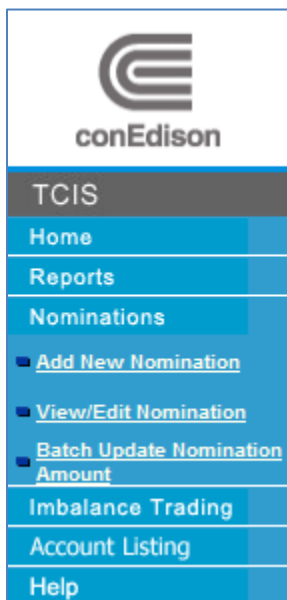 conEdison
TCIS
Home
Reports
Nominations
Add New Nomination
View/Edit Nomination
Batch Update Nomination
Amount
Imbalance Trading
Account Listing
Help